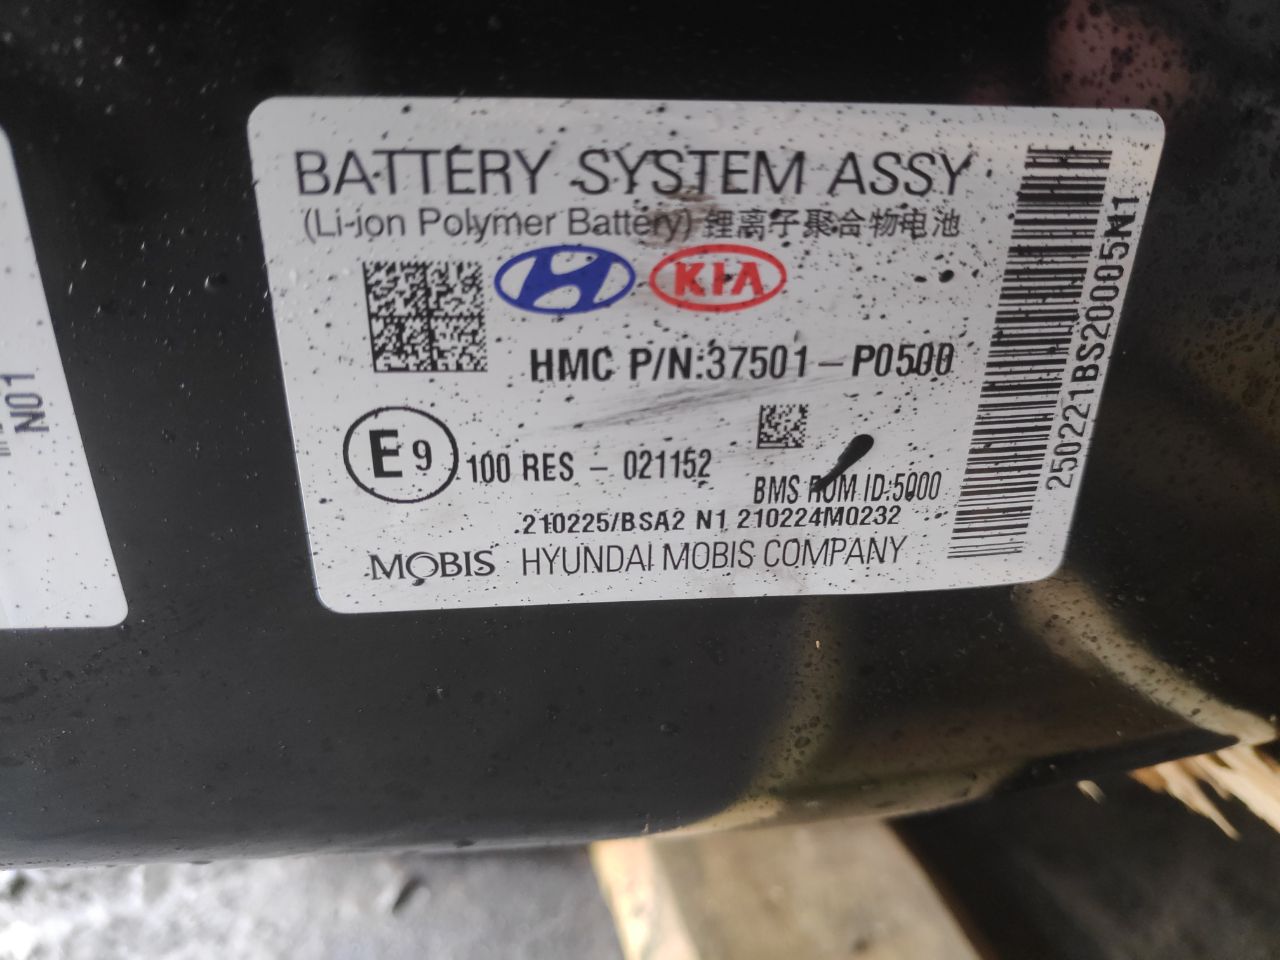 BATTERY SYSTEM ASSY
(Li-ion Polymer Battery) 锂离子聚合物电池
KIA
HMC P/N:37501-P0500
E9 100 RES - 021152
BMS ROM ID:5000
210225/BSA2 N1 210224M0232
MOBIS HYUNDAI MOBIS COMPANY
250221BS20005N1
N01